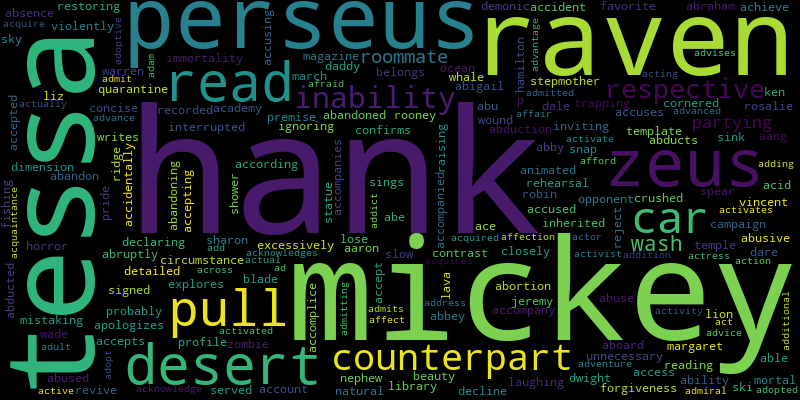 absence
restoring
perseus
demonic
accident
favorite
abraham
achieve
acquire
violently
adoptive
accusing
magazine
roommate
raven
advantage
advises
sky
immortality
daddy
ocean
acting
warren
adam
belongs
whale
stepmother
admit
read
march
afraid
abigail
hamilton
admitted
respective
cornered
ken
quarantine
inability
p
dale
trapping
rosalie
liz
actually
concise
recorded
academy
premise
abandoned
rooney
abu
affair
accuses
advanced
advance
interrupted
ignoring
confirms
wound
abduction
inviting
template
partying
accepted
writes
activate
abducts
sink
aang
tessa
hank
according
abby
snap
zeus
afford
adding
dimension
ridge
accidentally
abandoning
accepting
shower
statue
accompanies
accompanied
raising
animated
crushed
acid
abandon
sings
robin
opponent
spear
vincent
fishing
acquaintance
pride
addict
abe
rehearsal
accused
reject
car
activates
declaring
sharon
lose
ace
inherited
campaign
horror
abruptly
add
acknowledges
aaron
slow
acquired
affection
actor
wash
temple
abusive
excessively
contrast
closely
activist
addition
actress
dare
circumstance
actual
accept
acquires
action
abducted
detailed
across
ad
mickey
explores
blade
lava
abortion
abuse
activity
additional
signed
pull
accomplice
admitting
admits
address
jeremy
accompany
lion
act
mistaking
probably
activated
affect
abbey
advice
wade
apologizes
zombie
aboard
margaret
able
adult
accepts
profile
desert
counterpart
unnecessary
adventure
reading
abused
adopt
nephew
beauty
laughing
dwight
access
ability
mortal
active
revive
acknowledge
served
account
natural
library
decline
forgiveness
admiral
ski
adopted